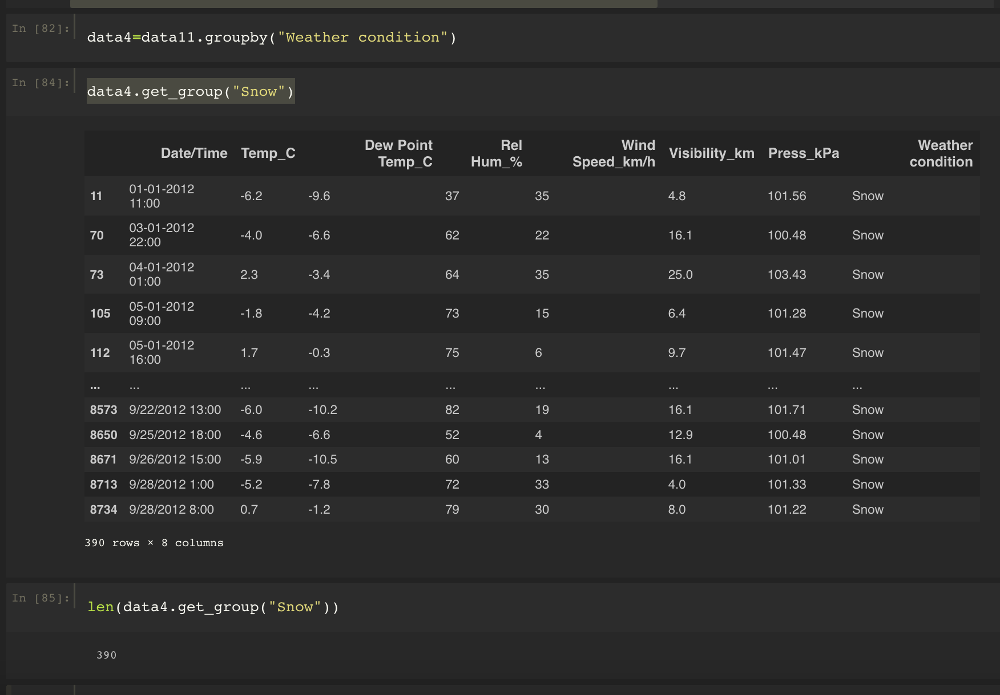 In [82]:
data4=data11.groupby("Weather condition")
In [84]:
data4.get_group("Snow")
Date/Time Temp_C Dew Point Temp_C Rel Hum_% Wind Speed_km/h Visibility_km Press_kPa Weather condition
11 01-01-2012 11:00 -6.2 -9.6 37 35 4.8 101.56 Snow
70 03-01-2012 22:00 -4.0 -6.6 62 22 16.1 100.48 Snow
73 04-01-2012 01:00 2.3 -3.4 64 35 25.0 103.43 Snow
105 05-01-2012 09:00 -1.8 -4.2 73 15 6.4 101.28 Snow
112 05-01-2012 16:00 1.7 -0.3 75 6 9.7 101.47 Snow
... ... ... ... ... ... ... ... ...
8573 9/22/2012 13:00 -6.0 -10.2 82 19 16.1 101.71 Snow
8650 9/25/2012 18:00 -4.6 -6.6 52 4 12.9 100.48 Snow
8671 9/26/2012 15:00 -5.9 -10.5 60 13 16.1 101.01 Snow
8713 9/28/2012 1:00 -5.2 -7.8 72 33 4.0 101.33 Snow
8734 9/28/2012 8:00 0.7 -1.2 79 30 8.0 101.22 Snow
390 rows × 8 columns
In [85]:
len(data4.get_group("Snow"))
390